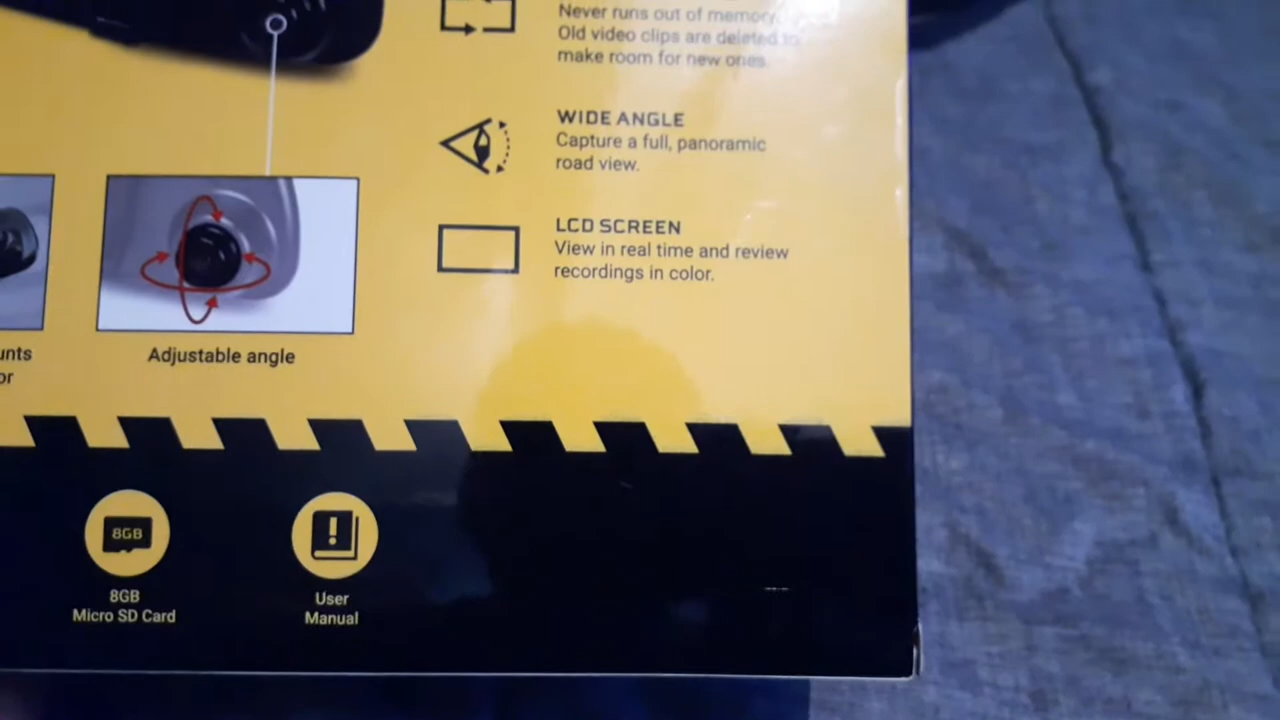 Never runs out of memory.
Old video clips are deleted to
make room for new ones.
WIDE ANGLE
Capture a full, panoramic
road view.
LCD SCREEN
View in real time and review
recordings in color.
unts
or
Adjustable angle
8GB
8GB
Micro SD Card
User
Manual